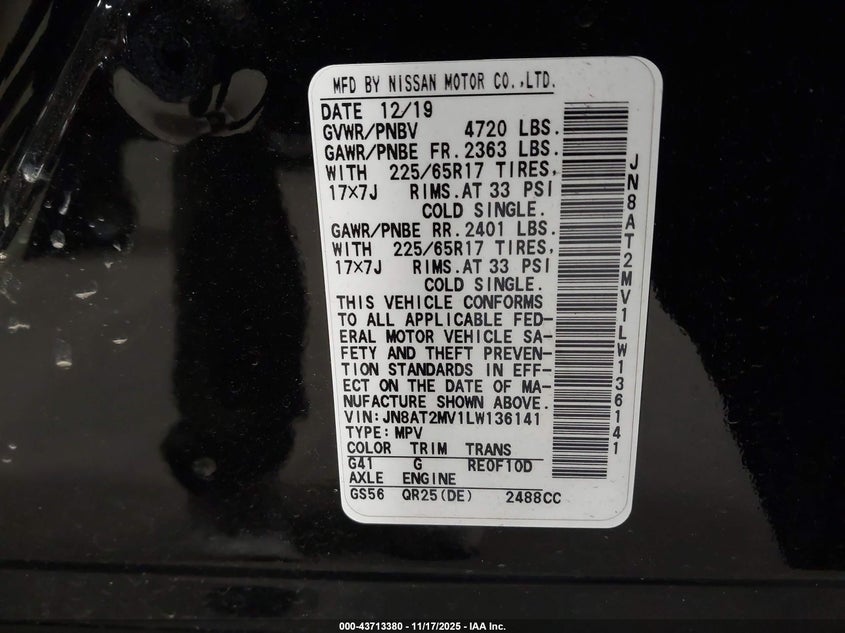 MFD BY NISSAN MOTOR CO.,LTD.
DATE 12/19
GVWR/PNBV 4720 LBS.
GAWR/PNBE FR. 2363 LBS.
WITH 225/65R17 TIRES,
17×7J RIMS.AT 33 PSI
COLD SINGLE.
GAWR/PNBE RR. 2401 LBS.
WITH 225/65R17 TIRES,
17×7J RIMS.AT 33 PSI
COLD SINGLE.
THIS VEHICLE CONFORMS
TO ALL APPLICABLE FED-
ERAL MOTOR VEHICLE SA-
FETY AND THEFT PREVEN-
TION STANDARDS IN EFF-
ECT ON THE DATE OF MA-
NUFACTURE SHOWN ABOVE.
VIN:JN8AT2MV1LW136141
TYPE:MPV
COLOR TRIM TRANS
G41 G RE0F10D
AXLE ENGINE
GS56 QR25(DE) 2488CC
JN8AT2MV1LW136141
000-43713380 — 11/17/2025 — IAA Inc.